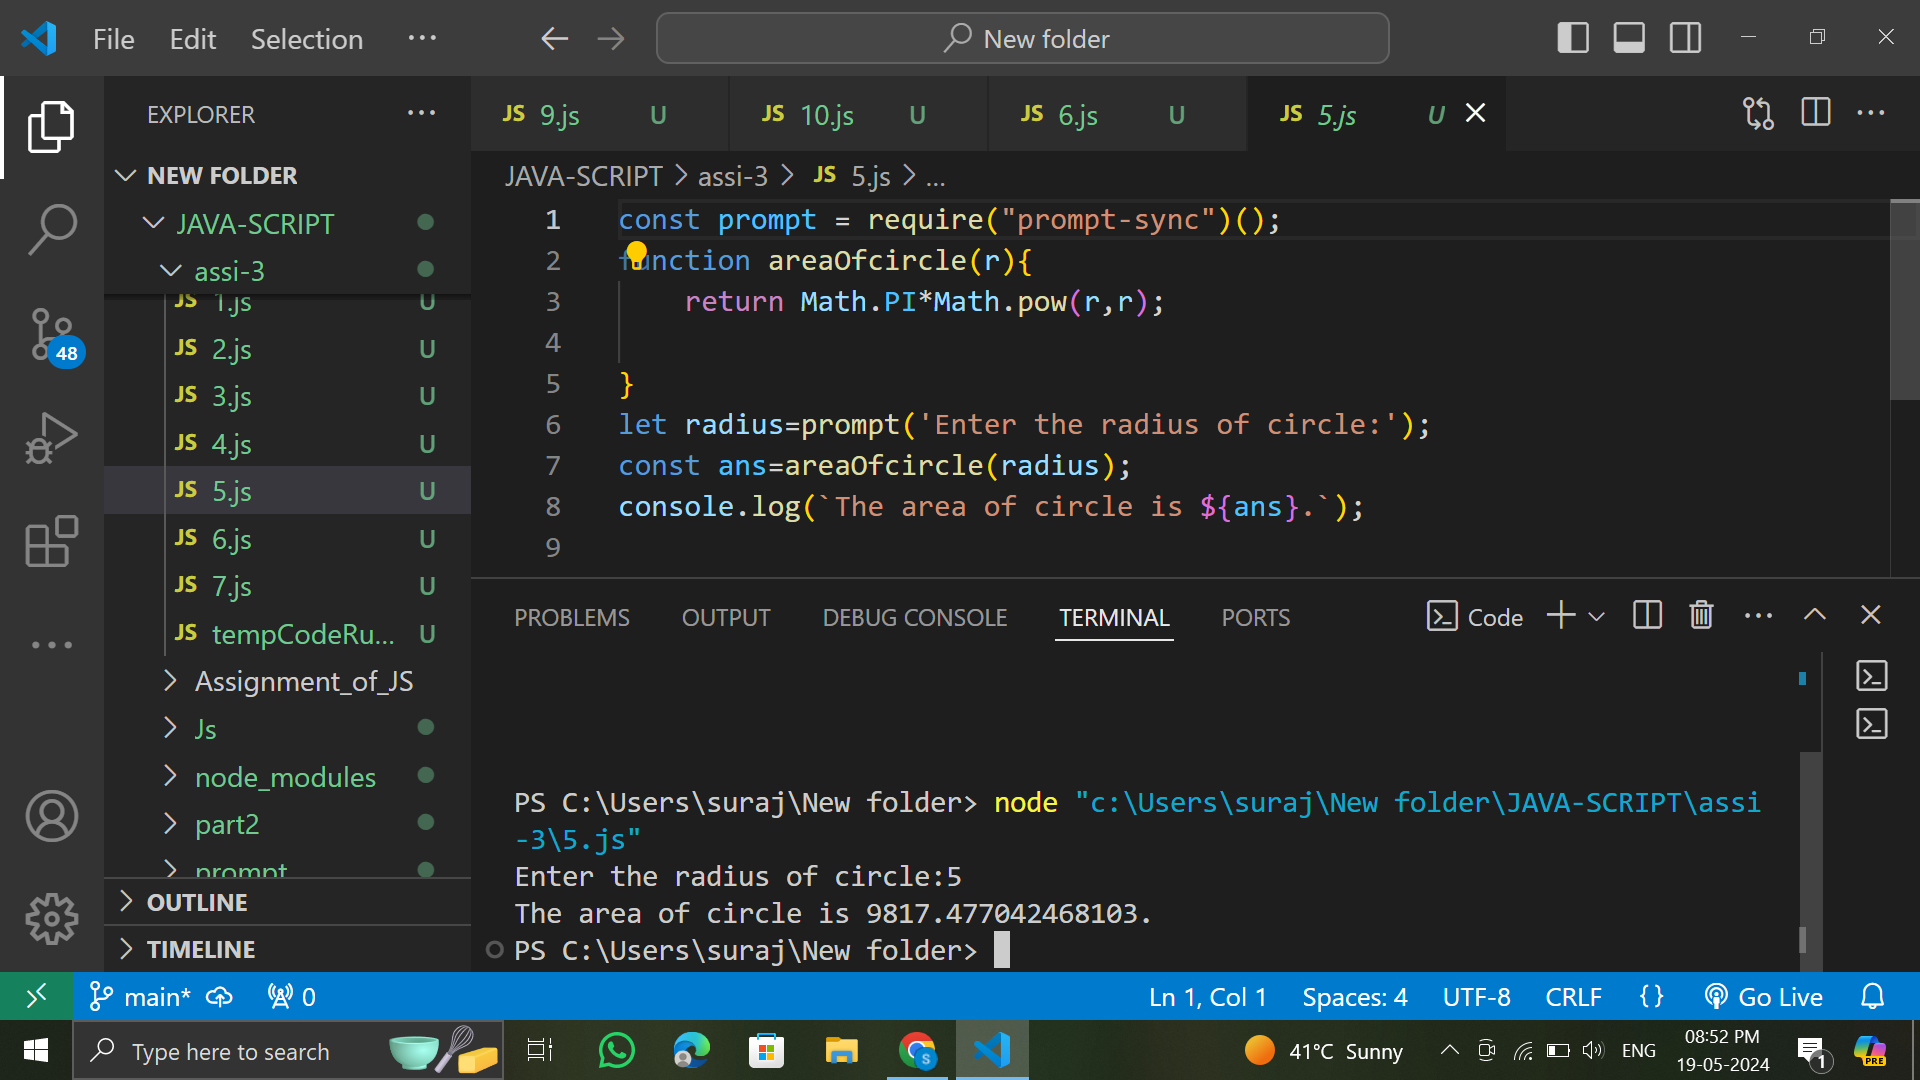 File Edit Selection ...
New folder
EXPLORER ...
NEW FOLDER
JAVA-SCRIPT
assi-3
JS 1.js U
JS 2.js U
JS 3.js U
JS 4.js U
JS 5.js U
JS 6.js U
JS 7.js U
JS tempCodeRu... U
Assignment_of_JS
Js
node_modules
part2
prompt
OUTLINE
TIMELINE
48
JS 9.js U
JS 10.js U
JS 6.js U
JS 5.js U
JAVA-SCRIPT > assi-3 > JS 5.js > ...
1 const prompt = require("prompt-sync")();
2 function areaOfcircle(r){
3 return Math.PI*Math.pow(r,r);
4
5 }
6 let radius=prompt('Enter the radius of circle:');
7 const ans=areaOfcircle(radius);
8 console.log(`The area of circle is ${ans}.`);
9
PROBLEMS OUTPUT DEBUG CONSOLE TERMINAL PORTS
Code
PS C:\Users\suraj\New folder> node "c:\Users\suraj\New folder\JAVA-SCRIPT\assi
-3\5.js"
Enter the radius of circle:5
The area of circle is 9817.477042468103.
PS C:\Users\suraj\New folder>
main* 0 Ln 1, Col 1 Spaces: 4 UTF-8 CRLF {} Go Live
Type here to search
S
41°C Sunny
ENG
08:52 PM
19-05-2024
1
PRE